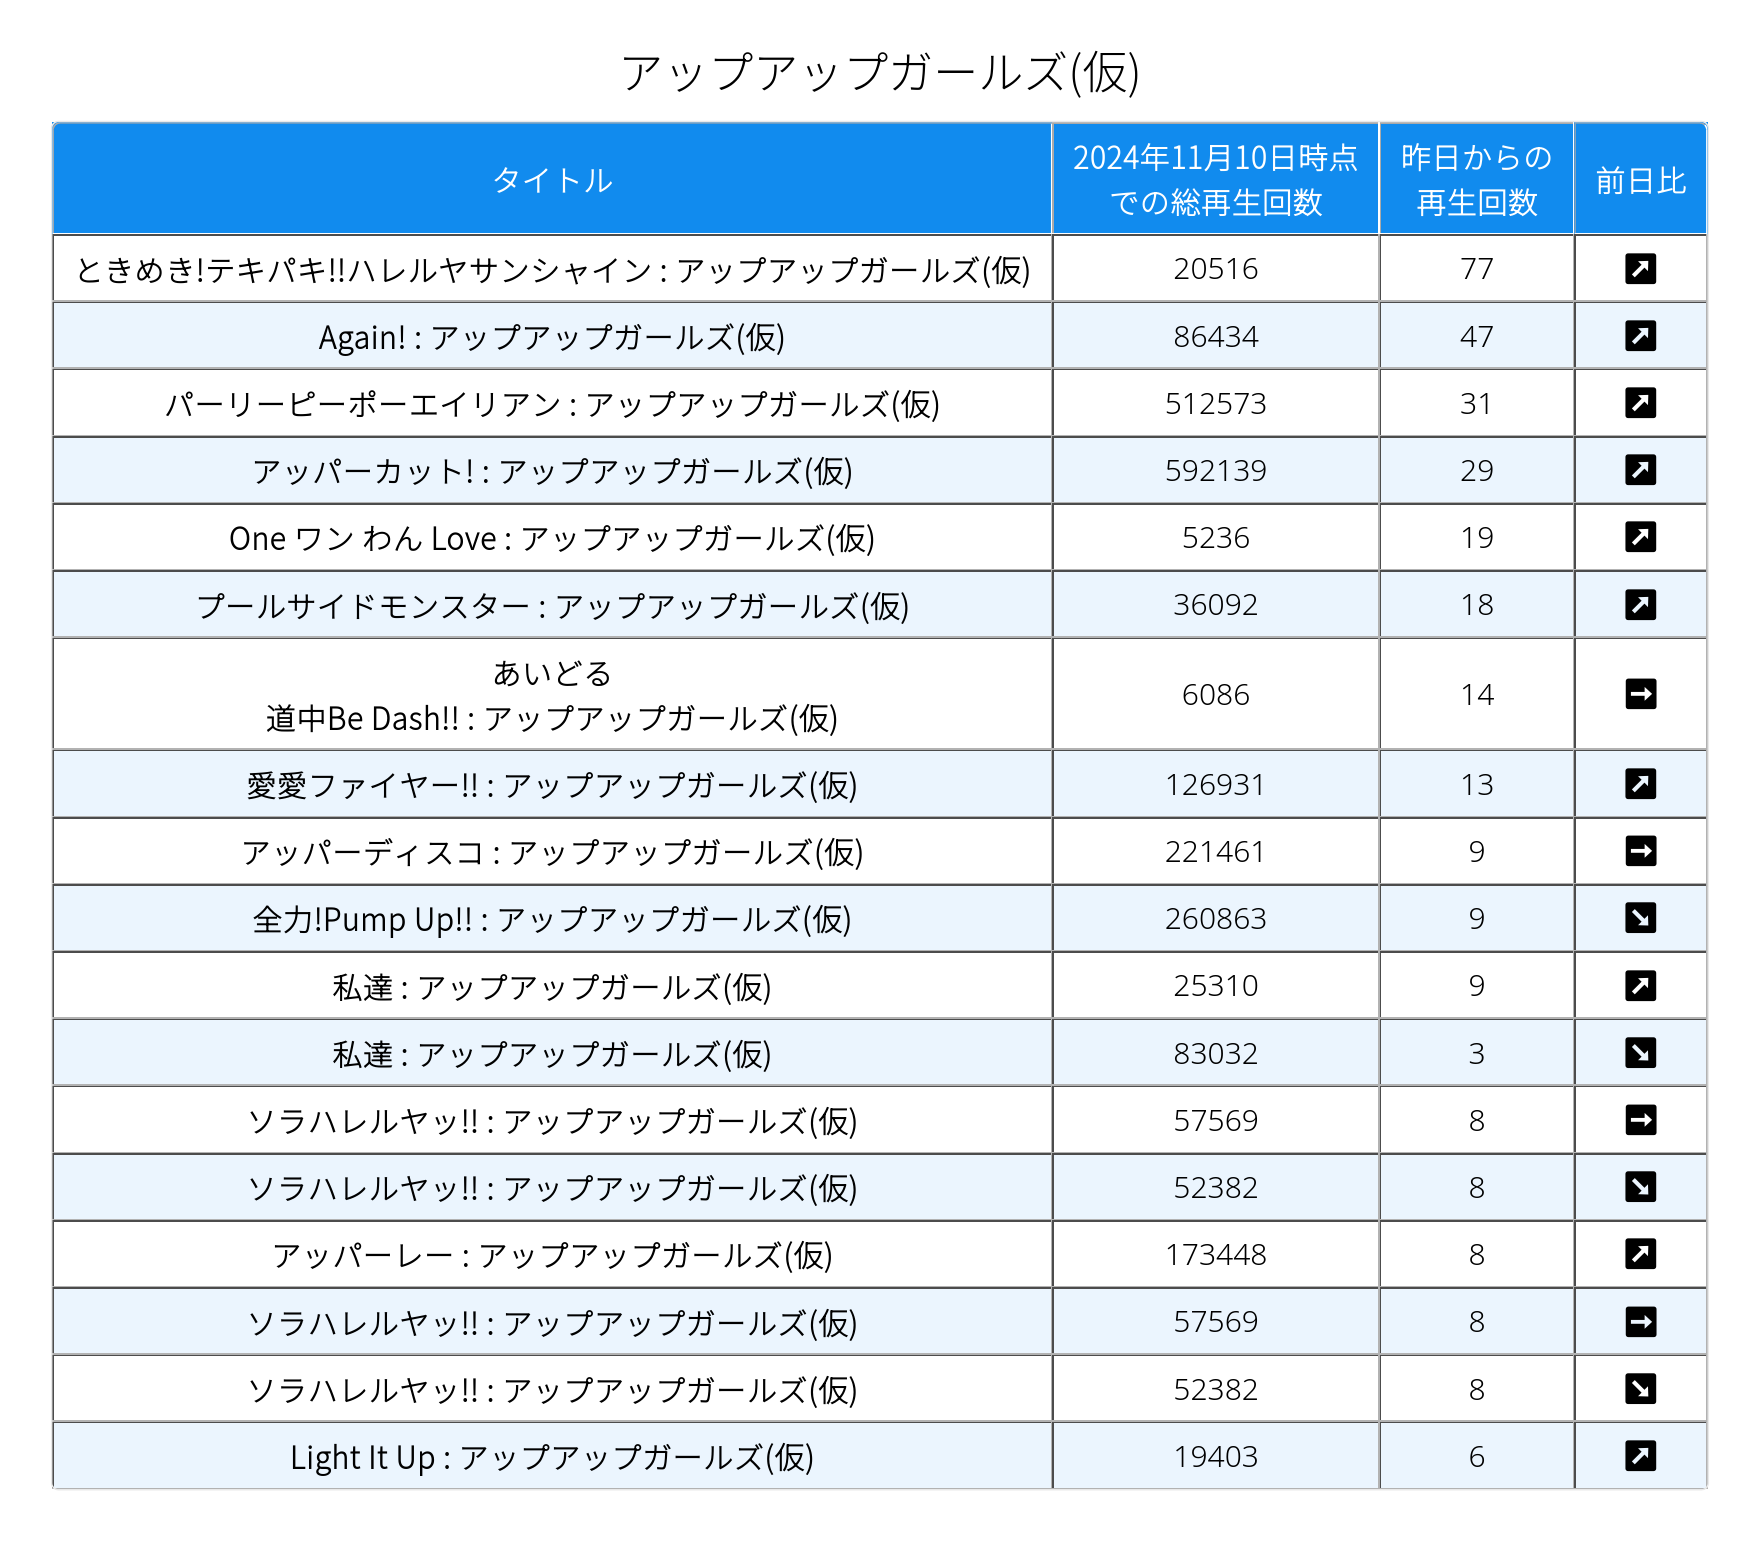 アップアップガールズ(仮)
タイトル 2024年11月10日時点での総再生回数 昨日からの再生回数 前日比
ときめき!テキパキ!!ハレルヤサンシャイン : アップアップガールズ(仮) 20516 77 ↗
Again! : アップアップガールズ(仮) 86434 47 ↗
パーリーピーポーエイリアン : アップアップガールズ(仮) 512573 31 ↗
アッパーカット! : アップアップガールズ(仮) 592139 29 ↗
One ワン わん Love : アップアップガールズ(仮) 5236 19 ↗
プールサイドモンスター : アップアップガールズ(仮) 36092 18 ↗
あいどる
道中Be Dash!! : アップアップガールズ(仮) 6086 14 →
愛愛ファイヤー!! : アップアップガールズ(仮) 126931 13 ↗
アッパーディスコ : アップアップガールズ(仮) 221461 9 →
全力!Pump Up!! : アップアップガールズ(仮) 260863 9 ↘
私達 : アップアップガールズ(仮) 25310 9 ↗
私達 : アップアップガールズ(仮) 83032 3 ↘
ソラハレルヤッ!! : アップアップガールズ(仮) 57569 8 →
ソラハレルヤッ!! : アップアップガールズ(仮) 52382 8 ↘
アッパーレー : アップアップガールズ(仮) 173448 8 ↗
ソラハレルヤッ!! : アップアップガールズ(仮) 57569 8 →
ソラハレルヤッ!! : アップアップガールズ(仮) 52382 8 ↘
Light It Up : アップアップガールズ(仮) 19403 6 ↗